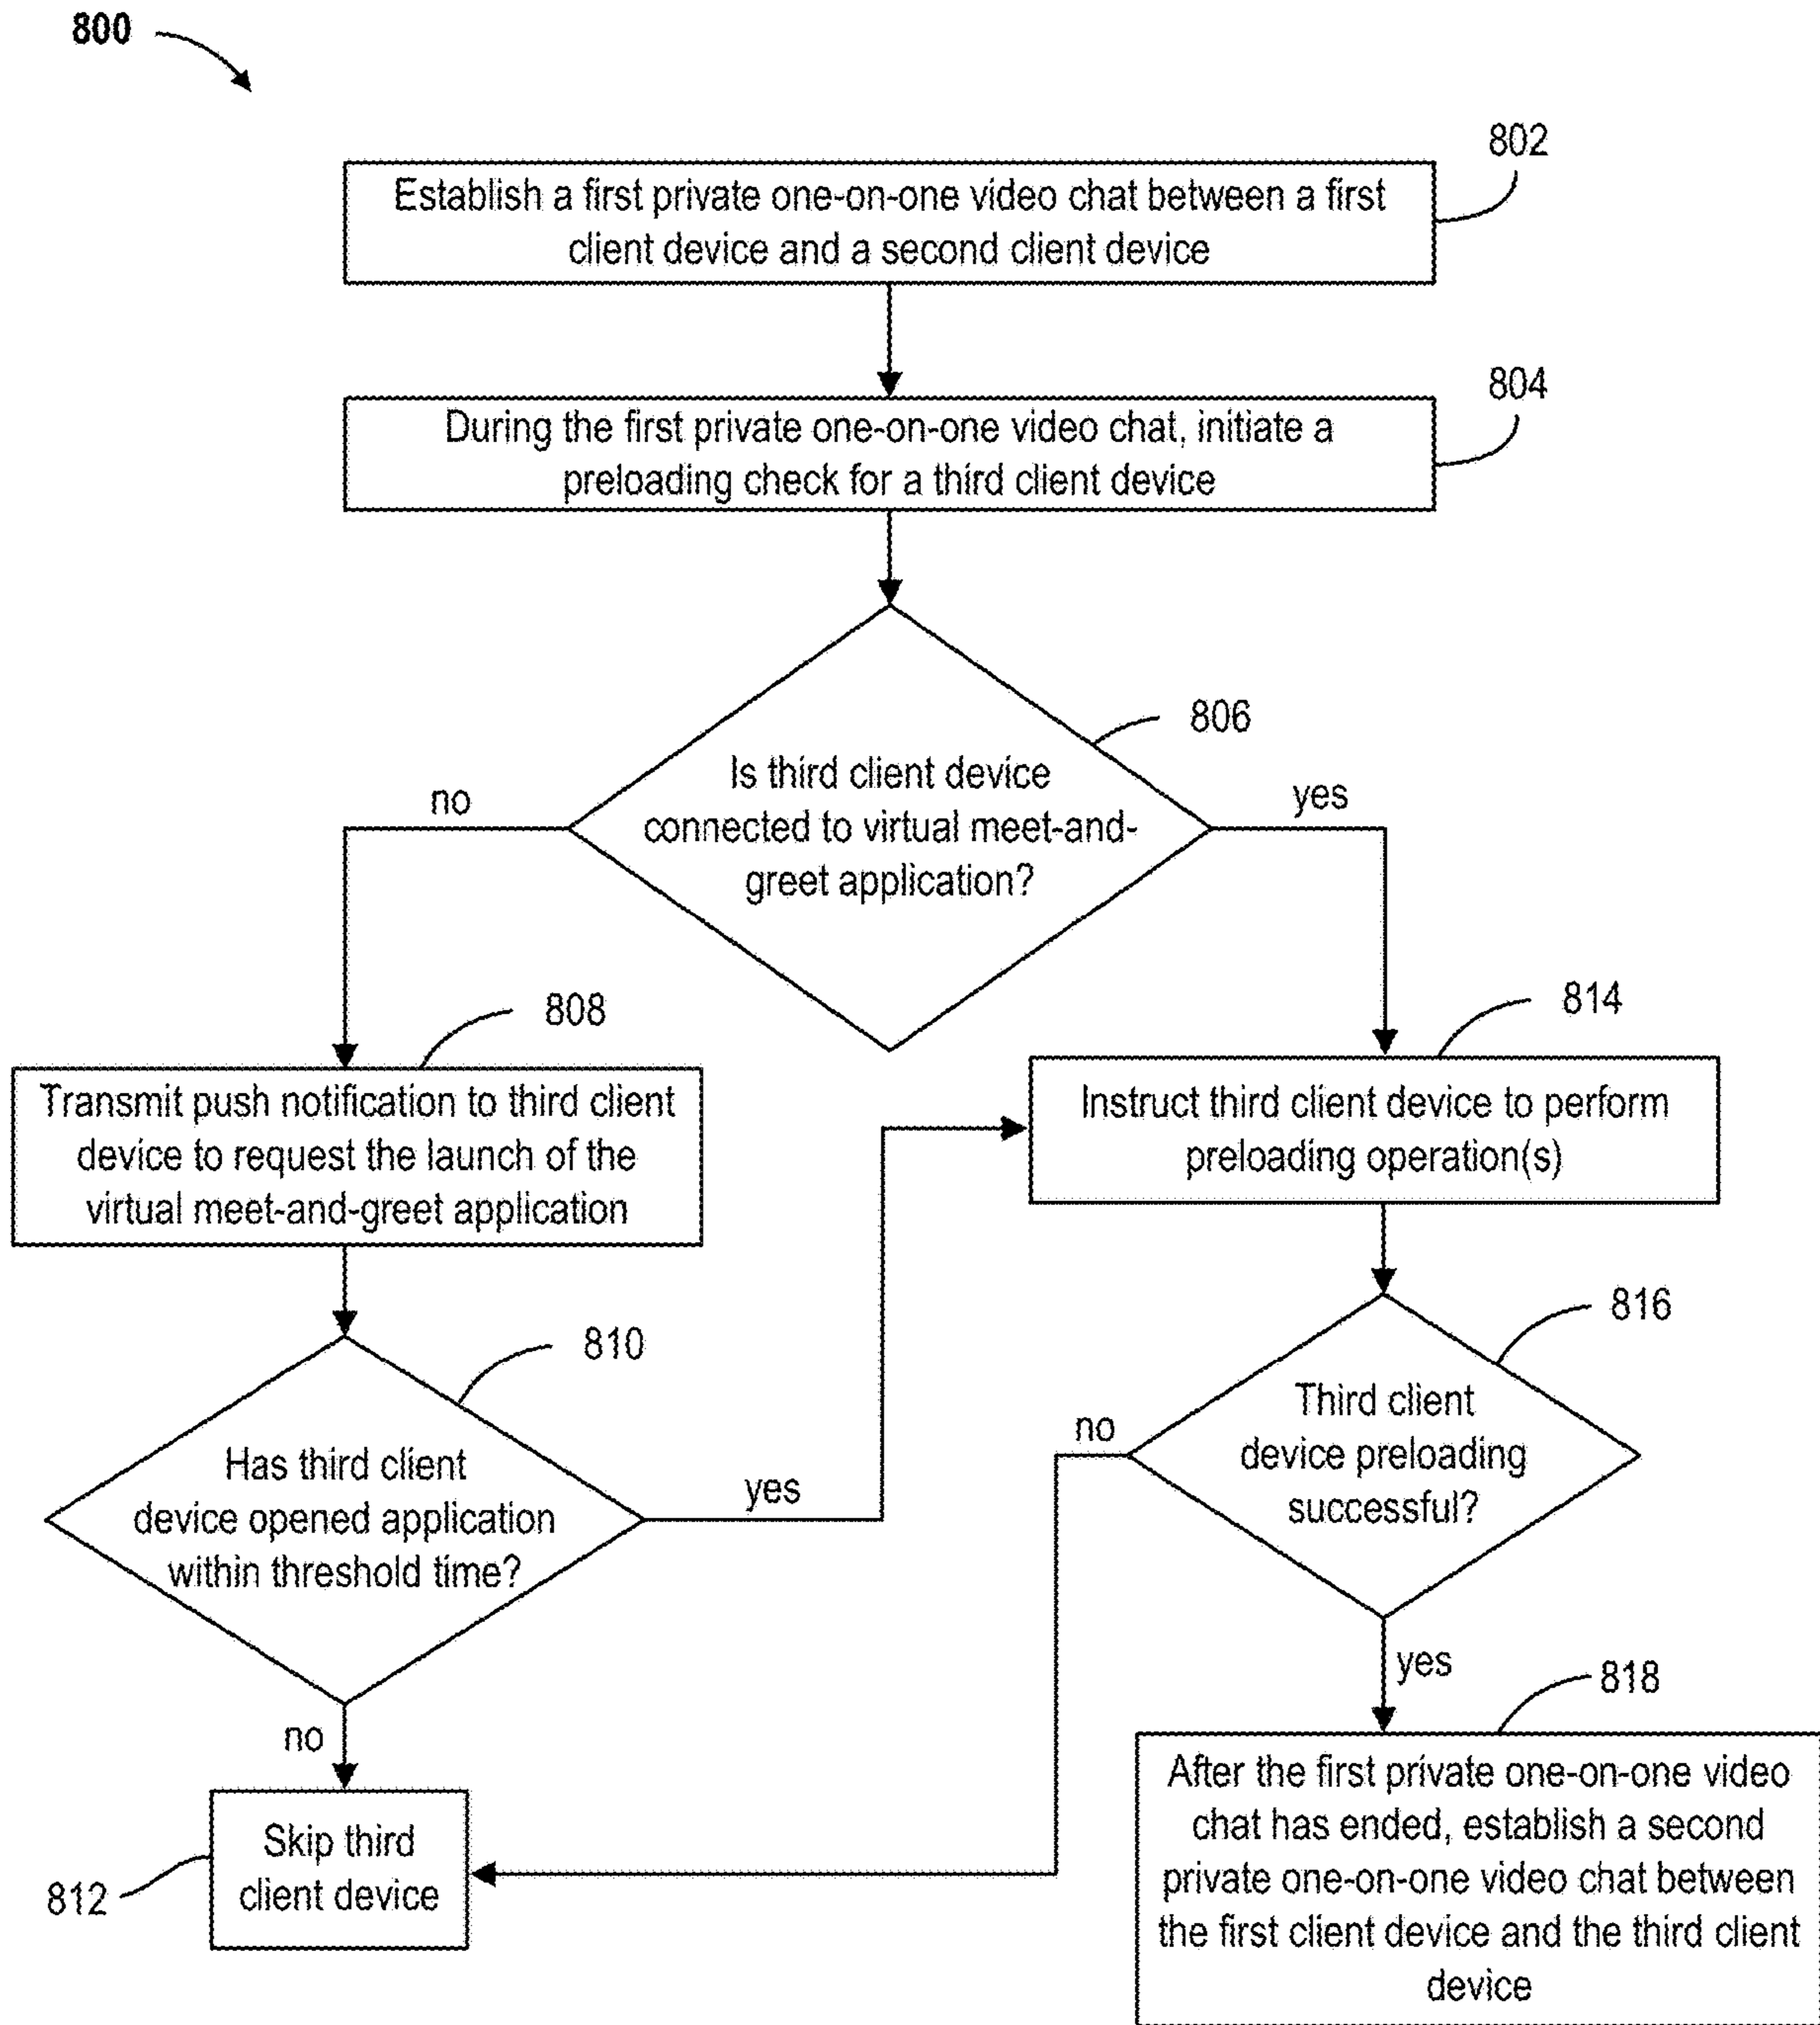 800
802
Establish a first private one-on-one video chat between a first
client device and a second client device
804
During the first private one-on-one video chat, initiate a
preloading check for a third client device
806
Is third client device
connected to virtual meet-and-
greet application?
no
yes
808
Transmit push notification to third client
device to request the launch of the
virtual meet-and-greet application
814
Instruct third client device to perform
preloading operation(s)
810
Has third client
device opened application
within threshold time?
yes
no
816
Third client
device preloading
successful?
no
yes
812
Skip third
client device
818
After the first private one-on-one video
chat has ended, establish a second
private one-on-one video chat between
the first client device and the third client
device